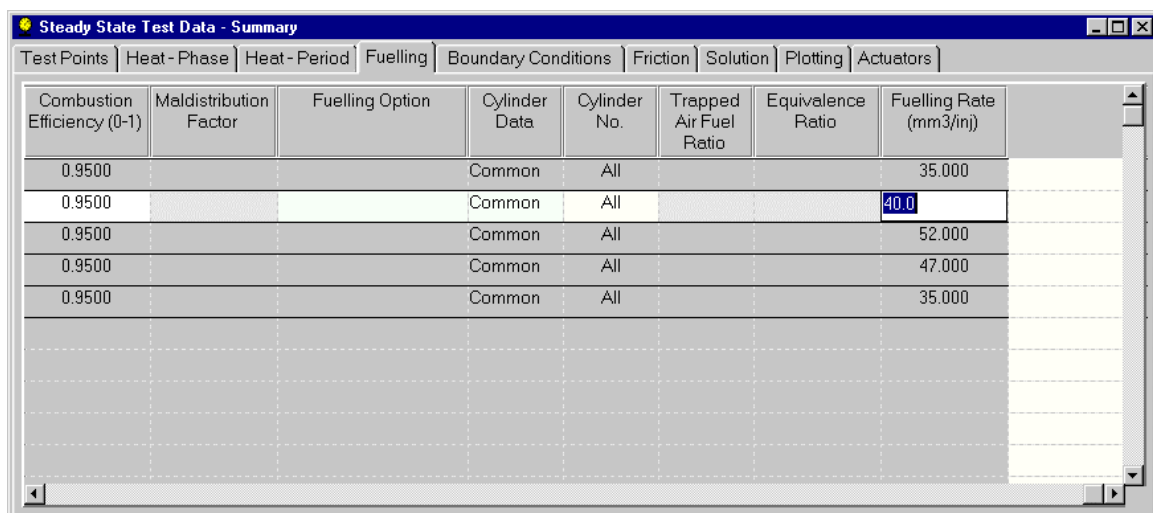 Steady State Test Data - Summary
Test Points Heat - Phase Heat - Period Fuelling Boundary Conditions Friction Solution Plotting Actuators
Combustion Efficiency (0-1) Maldistribution Factor Fuelling Option Cylinder Data Cylinder No. Trapped Air Fuel Ratio Equivalence Ratio Fuelling Rate (mm3/inj)
0.9500 Common All 35.000
0.9500 Common All 40.0
0.9500 Common All 52.000
0.9500 Common All 47.000
0.9500 Common All 35.000